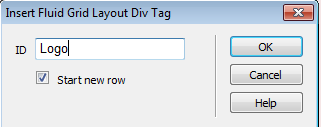 Insert Fluid Grid Layout Div Tag
ID Logo OK
Start new row
Cancel
Help